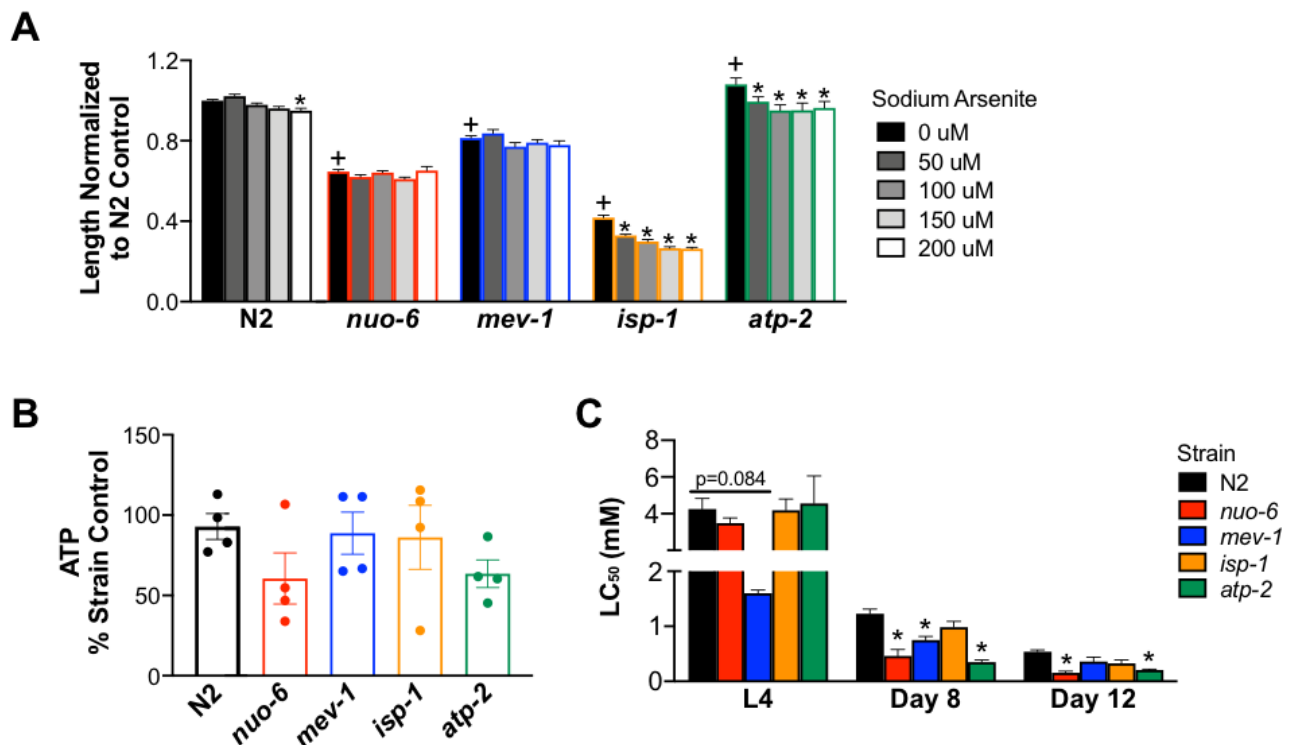 A
Length Normalized
to N2 Control
1.2
0.8
0.4
0.0
*
+
+
+
* * * *
+
* * * *
N2
nuo-6
mev-1
isp-1
atp-2
Sodium Arsenite
0 uM
50 uM
100 uM
150 uM
200 uM
B
ATP
% Strain Control
150
100
50
0
N2
nuo-6
mev-1
isp-1
atp-2
C
LC50 (mM)
8
6
4
2
1
0
p=0.084
* * *
* *
L4
Day 8
Day 12
Strain
N2
nuo-6
mev-1
isp-1
atp-2